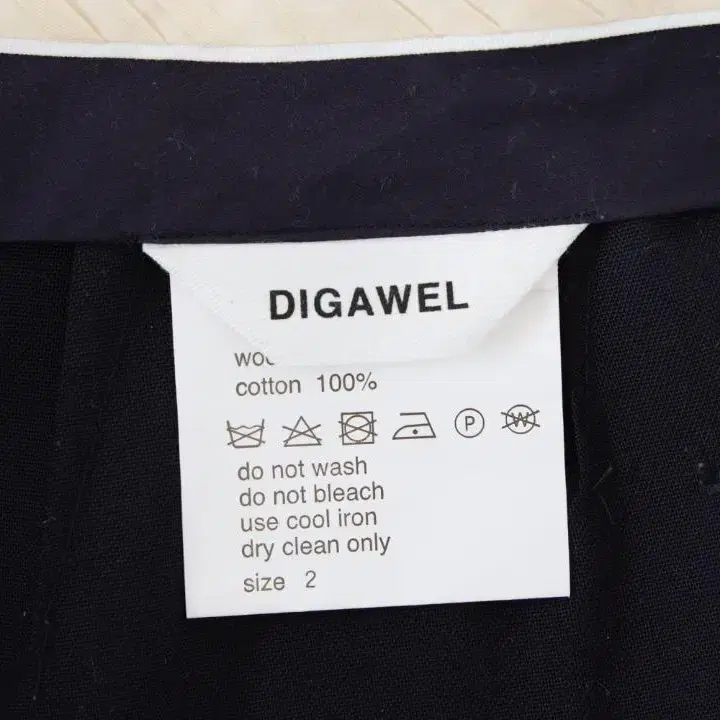 DIGAWEL
cotton 100%
P
W
do not wash
do not bleach
use cool iron
dry clean only
size 2